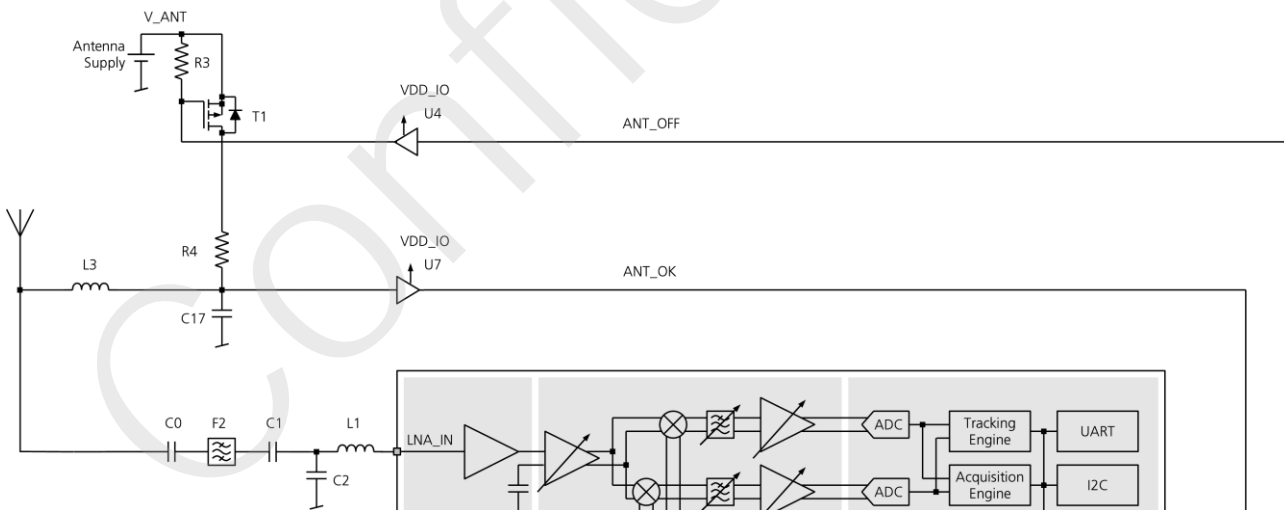 V_ANT
Antenna
Supply
R3
T1
VDD_IO
U4
ANT_OFF
R4
VDD_IO
U7
ANT_OK
L3
C17
C0
F2
C1
L1
LNA_IN
C2
ADC
Tracking
Engine
UART
ADC
Acquisition
Engine
I2C
Confi